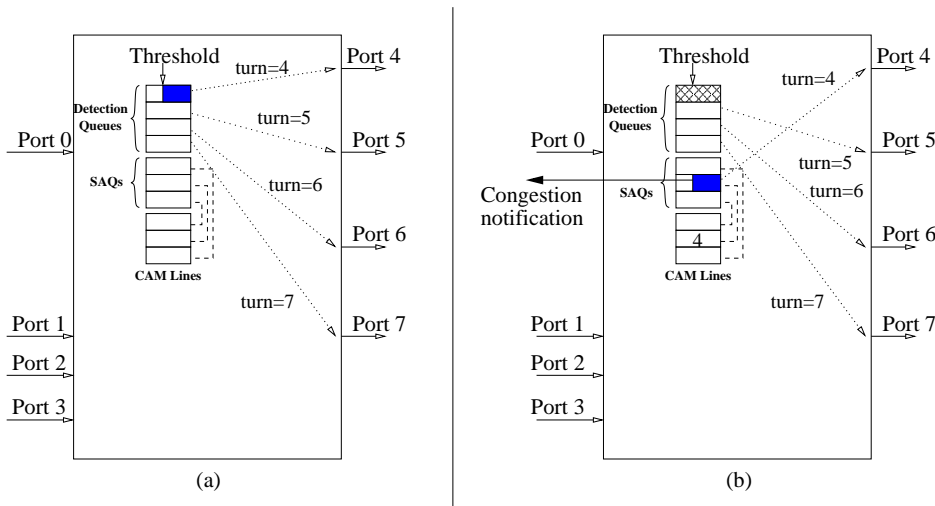 Threshold
Port 4
turn=4
Detection
Queues
turn=5
Port 0
Port 5
SAQs
turn=6
Port 6
CAM Lines
turn=7
Port 1
Port 7
Port 2
Port 3
(a)
Threshold
Port 4
turn=4
Detection
Queues
Port 0
Port 5
turn=5
SAQs
turn=6
Congestion
notification
4
Port 6
CAM Lines
turn=7
Port 1
Port 7
Port 2
Port 3
(b)